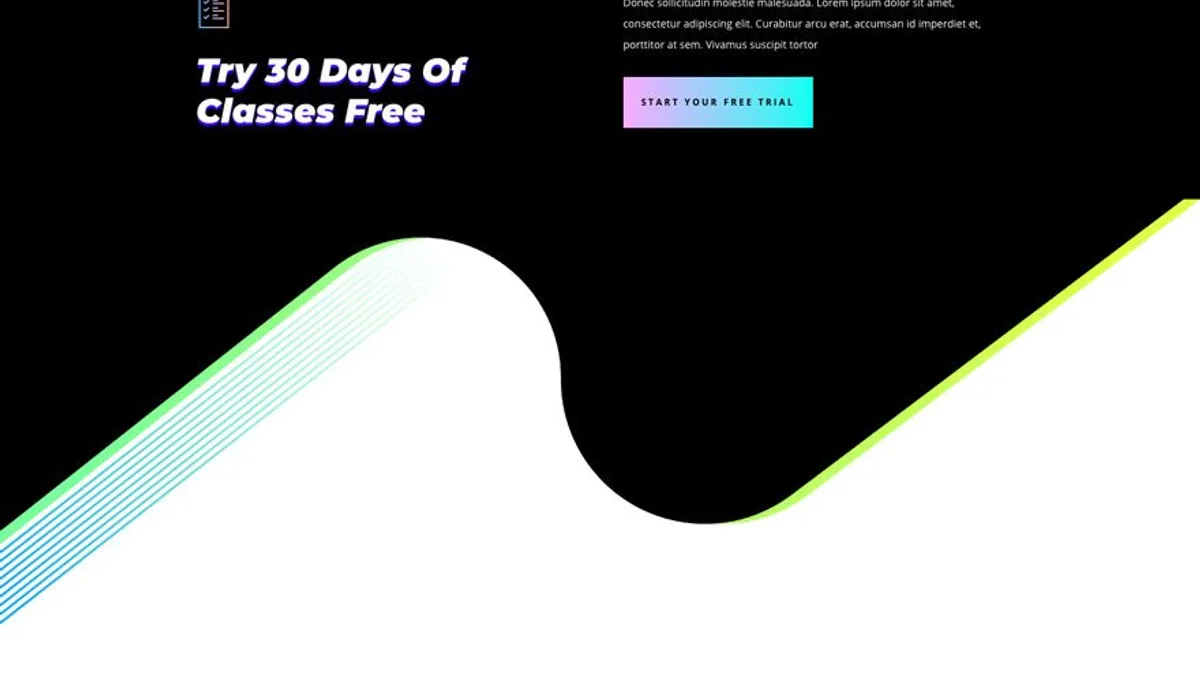 Try 30 Days Of
Classes Free
Donec sollicitudin molestie malesuada. Lorem ipsum dolor sit amet,
consectetur adipiscing elit. Curabitur arcu erat, accumsan id imperdiet et,
porttitor at sem. Vivamus suscipit tortor
START YOUR FREE TRIAL